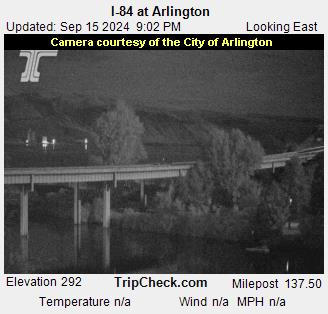 I-84 at Arlington
Updated: Sep 15 2024 9:02 PM Looking East
Camera courtesy of the City of Arlington
Elevation 292 TripCheck.com Milepost 137.50
Temperature n/a Wind n/a MPH n/a